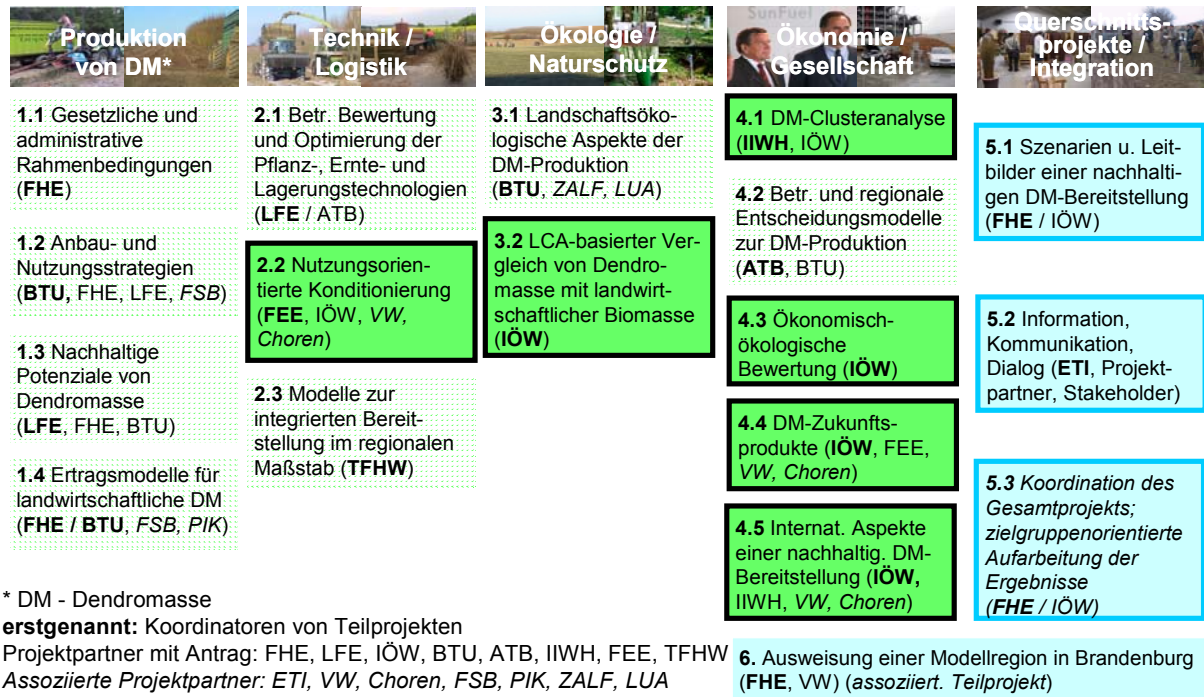 Produktion
von DM*
Technik /
Logistik
Ökologie /
Naturschutz
SunFuel
Ökonomie /
Gesellschaft
Querschnitts-
projekte /
Integration
1.1 Gesetzliche und
administrative
Rahmenbedingungen
(FHE)
1.2 Anbau- und
Nutzungsstrategien
(BTU, FHE, LFE, FSB)
1.3 Nachhaltige
Potenziale von
Dendromasse
(LFE, FHE, BTU)
1.4 Ertragsmodelle für
landwirtschaftliche DM
(FHE / BTU, FSB, PIK)
2.1 Betr. Bewertung
und Optimierung der
Pflanz-, Ernte- und
Lagerungstechnologien
(LFE / ATB)
2.2 Nutzungsorien-
tierte Konditionierung
(FEE, IÖW, VW,
Choren)
2.3 Modelle zur
integrierten Bereit-
stellung im regionalen
Maßstab (TFHW)
3.1 Landschaftsöko-
logische Aspekte der
DM-Produktion
(BTU, ZALF, LUA)
3.2 LCA-basierter Ver-
gleich von Dendro-
masse mit landwirt-
schaftlicher Biomasse
(IÖW)
4.1 DM-Clusteranalyse
(IIWH, IÖW)
4.2 Betr. und regionale
Entscheidungsmodelle
zur DM-Produktion
(ATB, BTU)
4.3 Ökonomisch-
ökologische
Bewertung (IÖW)
4.4 DM-Zukunfts-
produkte (IÖW, FEE,
VW, Choren)
4.5 Internat. Aspekte
einer nachhaltig. DM-
Bereitstellung (IÖW,
IIWH, VW, Choren)
5.1 Szenarien u. Leit-
bilder einer nachhalti-
gen DM-Bereitstellung
(FHE / IÖW)
5.2 Information,
Kommunikation,
Dialog (ETI, Projekt-
partner, Stakeholder)
5.3 Koordination des
Gesamtprojekts;
zielgruppenorientierte
Aufarbeitung der
Ergebnisse
(FHE / IÖW)
* DM - Dendromasse
erstgenannt: Koordinatoren von Teilprojekten
Projektpartner mit Antrag: FHE, LFE, IÖW, BTU, ATB, IIWH, FEE, TFHW
Assoziierte Projektpartner: ETI, VW, Choren, FSB, PIK, ZALF, LUA
6. Ausweisung einer Modellregion in Brandenburg
(FHE, VW) (assoziiert. Teilprojekt)